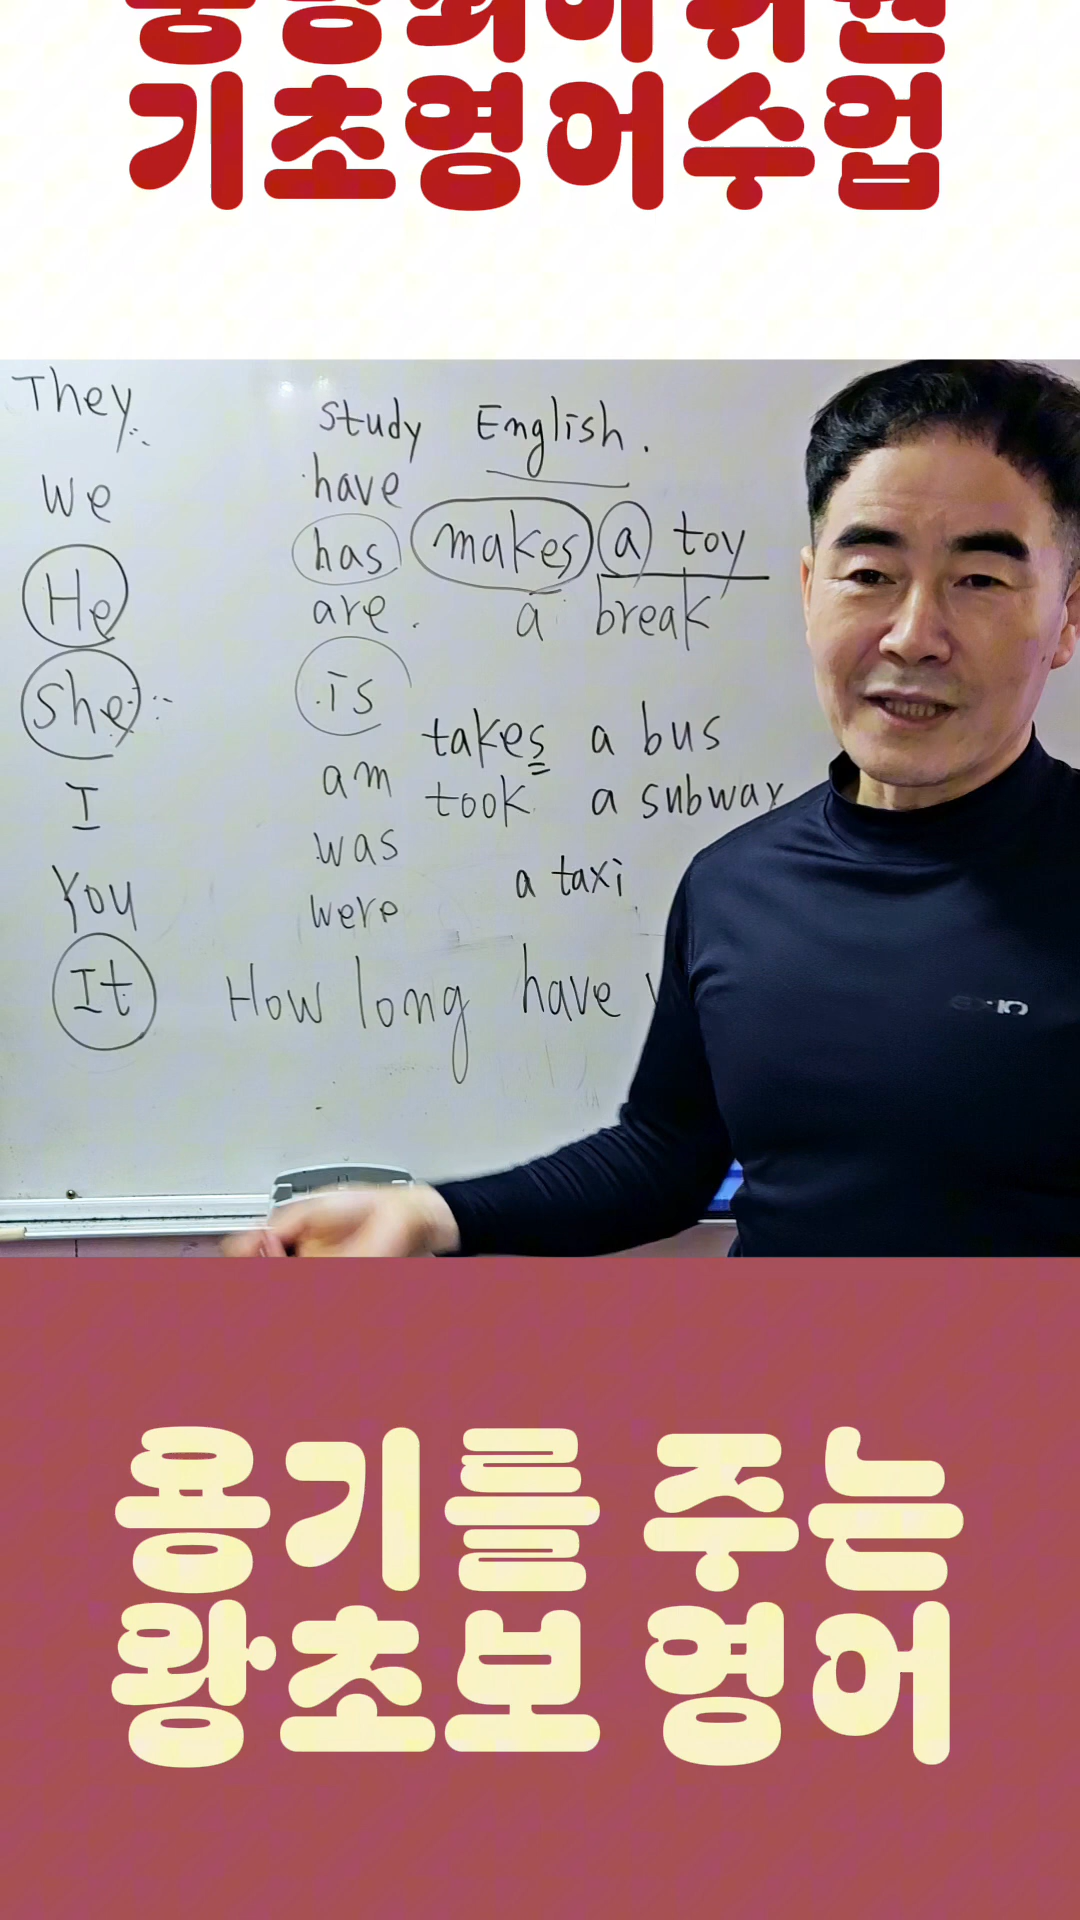 기초영어수업
They
we
He
She
I
You
It
study English.
have
has makes a toy
are. a break
is
takes a bus
am
took a subway
was
a taxi
were
How long have
용기를 주는
왕초보 영어